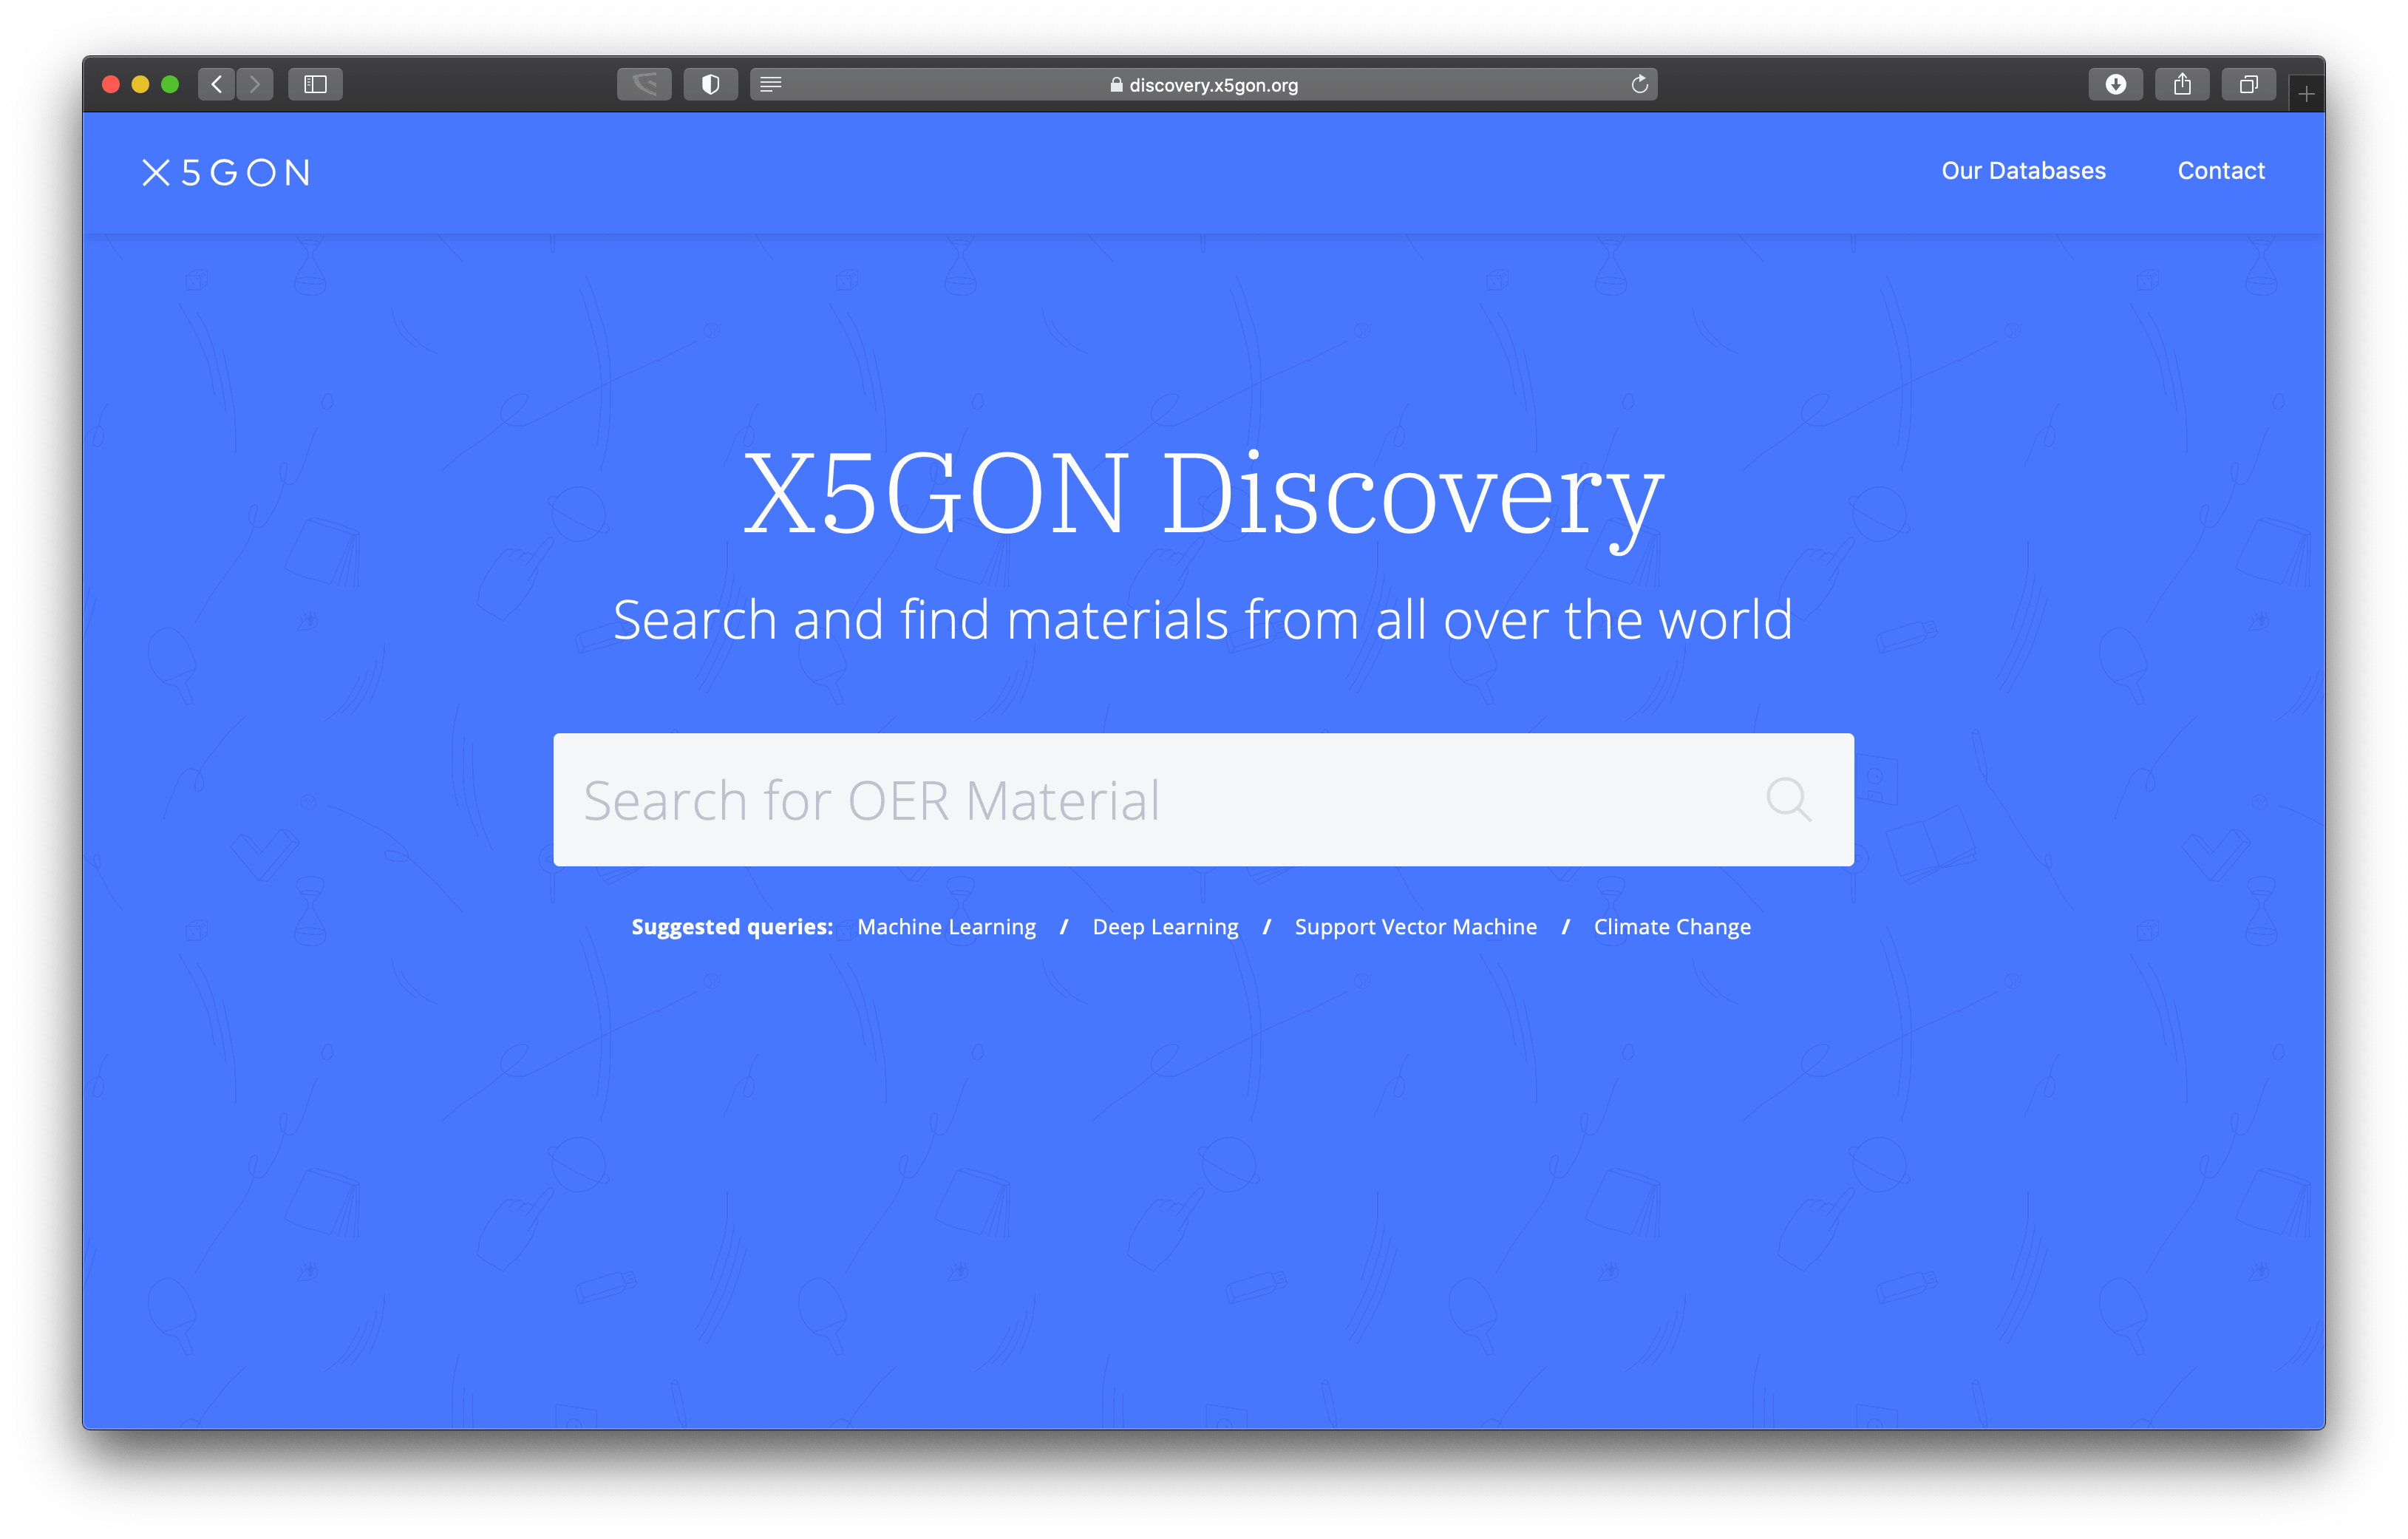 discovery.x5gon.org
X5GON
Our Databases
Contact
X5GON Discovery
Search and find materials from all over the world
Search for OER Material
Suggested queries: Machine Learning / Deep Learning / Support Vector Machine / Climate Change